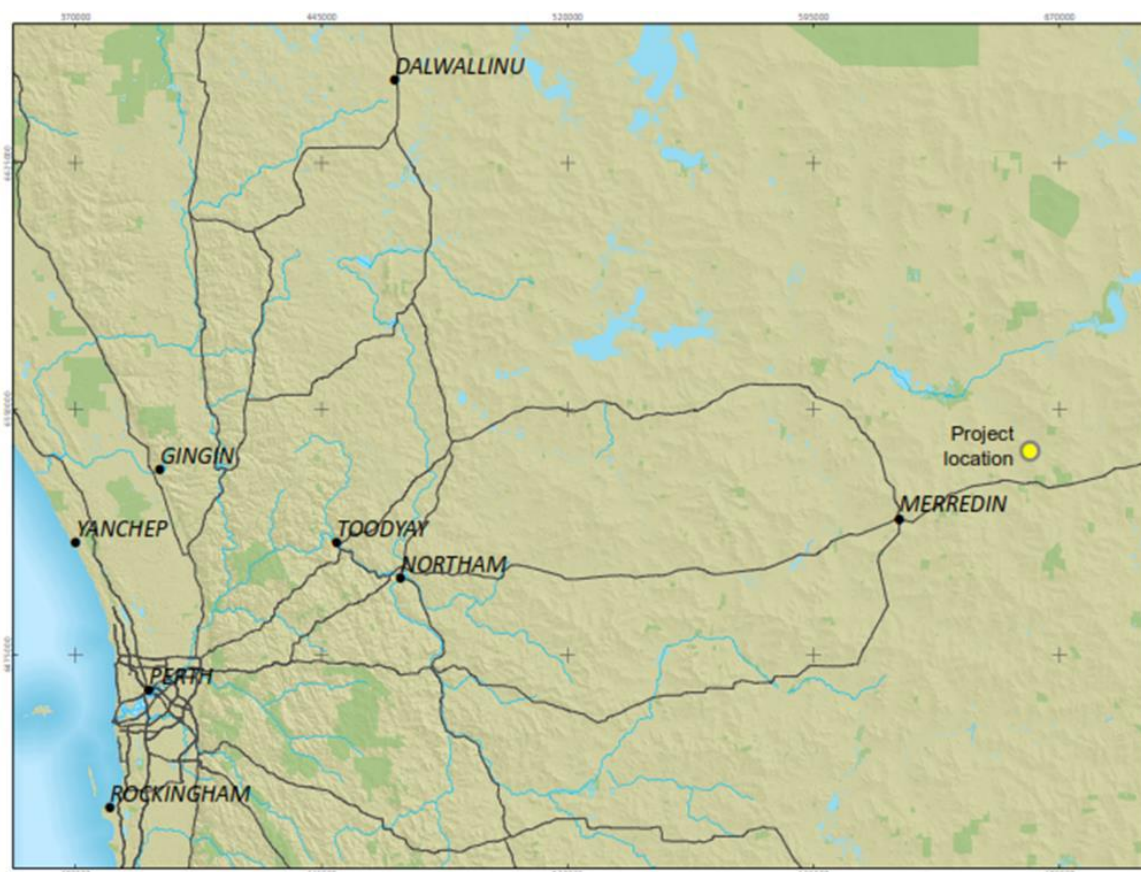 370000 445000 520000 595000 670000
DALWALLINU
Project
location
GINGIN
MERREDIN
YANCHEP
TOODYAY
NORTHAM
PERTH
ROCKINGHAM